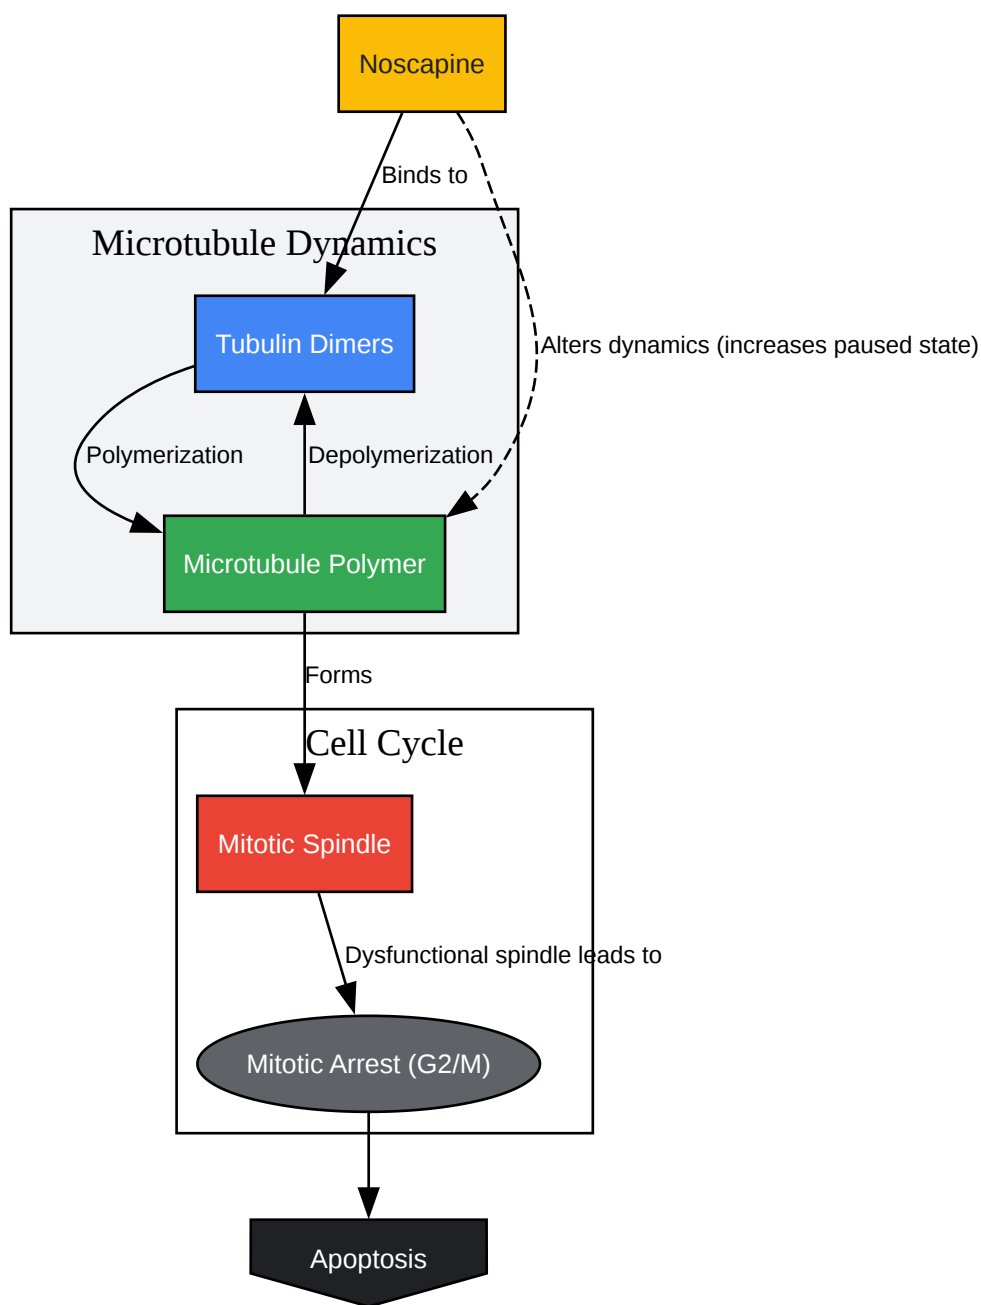 Noscapine
Binds to
Microtubule Dynamics
Tubulin Dimers
Alters dynamics (increases paused state)
Polymerization
Depolymerization
Microtubule Polymer
Forms
Cell Cycle
Mitotic Spindle
Dysfunctional spindle leads to
Mitotic Arrest (G2/M)
Apoptosis